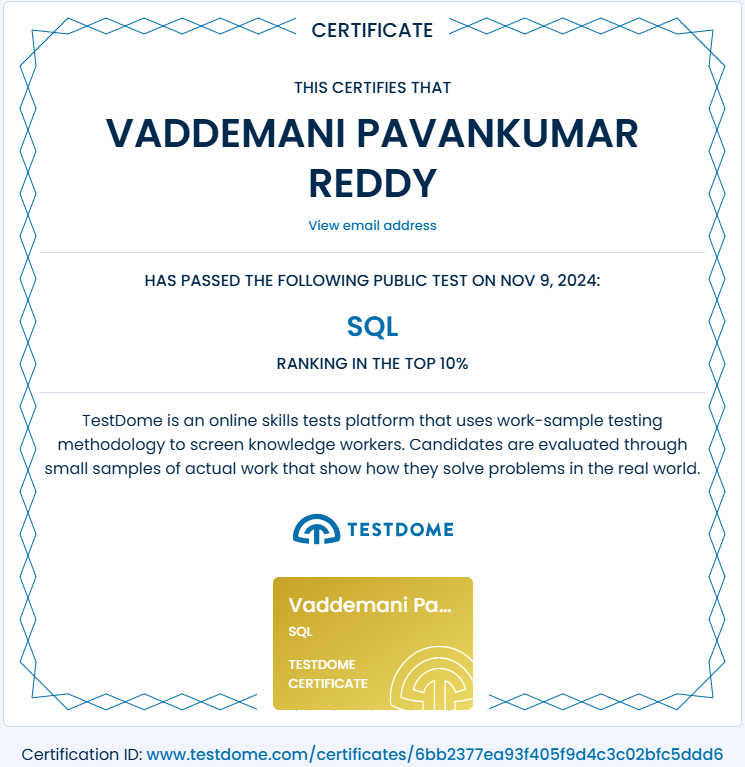 CERTIFICATE
THIS CERTIFIES THAT
VADDEMANI PAVANKUMAR
REDDY
View email address
HAS PASSED THE FOLLOWING PUBLIC TEST ON NOV 9, 2024:
SQL
RANKING IN THE TOP 10%
TestDome is an online skills tests platform that uses work-sample testing
methodology to screen knowledge workers. Candidates are evaluated through
small samples of actual work that show how they solve problems in the real world.
TESTDOME
Vaddemani Pa...
SQL
TESTDOME
CERTIFICATE
Certification ID: www.testdome.com/certificates/6bb2377ea93f405f9d4c3c02bfc5ddd6